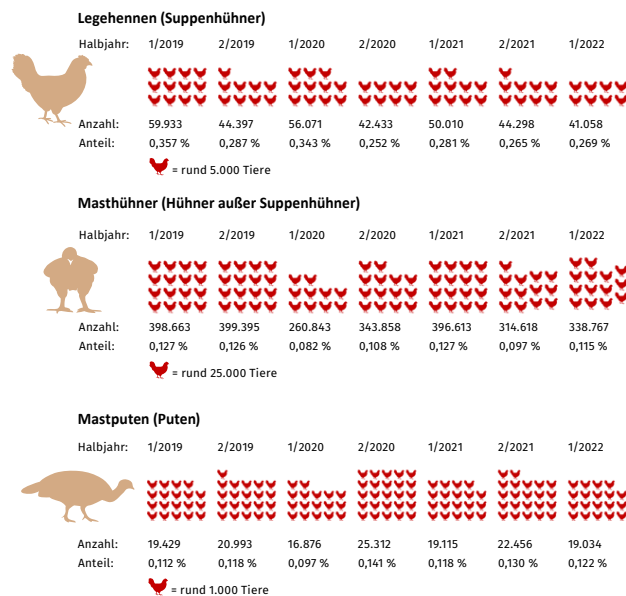 Legehennen (Suppenhühner)
Halbjahr: 1/2019 2/2019 1/2020 2/2020 1/2021 2/2021 1/2022
Anzahl: 59.933 44.397 56.071 42.433 50.010 44.298 41.058
Anteil: 0,357 % 0,287 % 0,343 % 0,252 % 0,281 % 0,265 % 0,269 %
= rund 5.000 Tiere
Masthühner (Hühner außer Suppenhühner)
Halbjahr: 1/2019 2/2019 1/2020 2/2020 1/2021 2/2021 1/2022
Anzahl: 398.663 399.395 260.843 343.858 396.613 314.618 338.767
Anteil: 0,127 % 0,126 % 0,082 % 0,108 % 0,127 % 0,097 % 0,115 %
= rund 25.000 Tiere
Mastputen (Puten)
Halbjahr: 1/2019 2/2019 1/2020 2/2020 1/2021 2/2021 1/2022
Anzahl: 19.429 20.993 16.876 25.312 19.115 22.456 19.034
Anteil: 0,112 % 0,118 % 0,097 % 0,141 % 0,118 % 0,130 % 0,122 %
= rund 1.000 Tiere